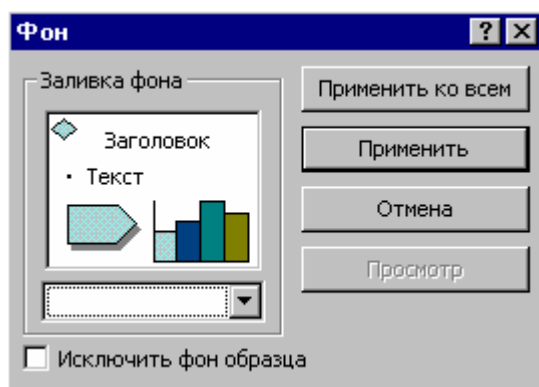 Фон
Заливка фона
Заголовок
· Текст
Исключить фон образца
Применить ко всем
Применить
Отмена
Просмотр